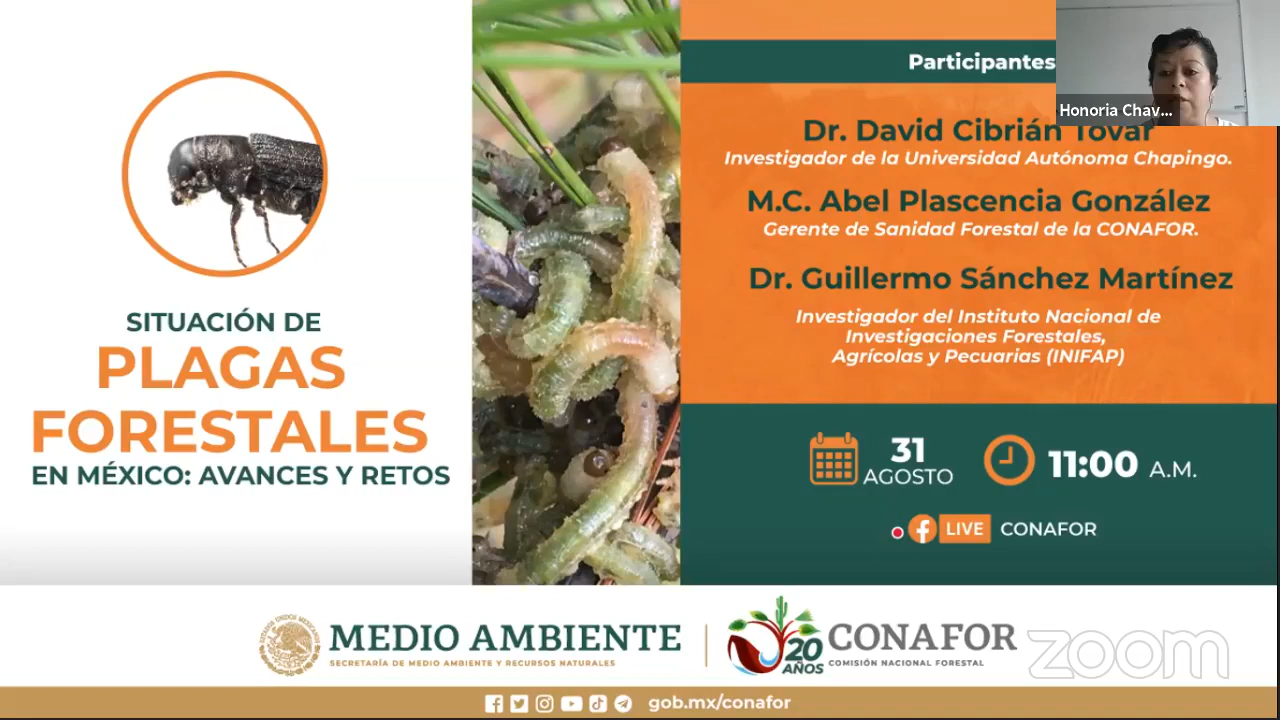 SITUACIÓN DE
PLAGAS
FORESTALES
EN MÉXICO: AVANCES Y RETOS
Participantes
Honoria Chav...
Dr. David Cibrián Tovar
Investigador de la Universidad Autónoma Chapingo.
M.C. Abel Plascencia González
Gerente de Sanidad Forestal de la CONAFOR.
Dr. Guillermo Sánchez Martínez
Investigador del Instituto Nacional de
Investigaciones Forestales,
Agrícolas y Pecuarias (INIFAP)
31
AGOSTO
11:00 A.M.
LIVE CONAFOR
MEDIO AMBIENTE
SECRETARÍA DE MEDIO AMBIENTE Y RECURSOS NATURALES
20
AÑOS
CONAFOR
COMISIÓN NACIONAL FORESTAL
zoom
gob.mx/conafor